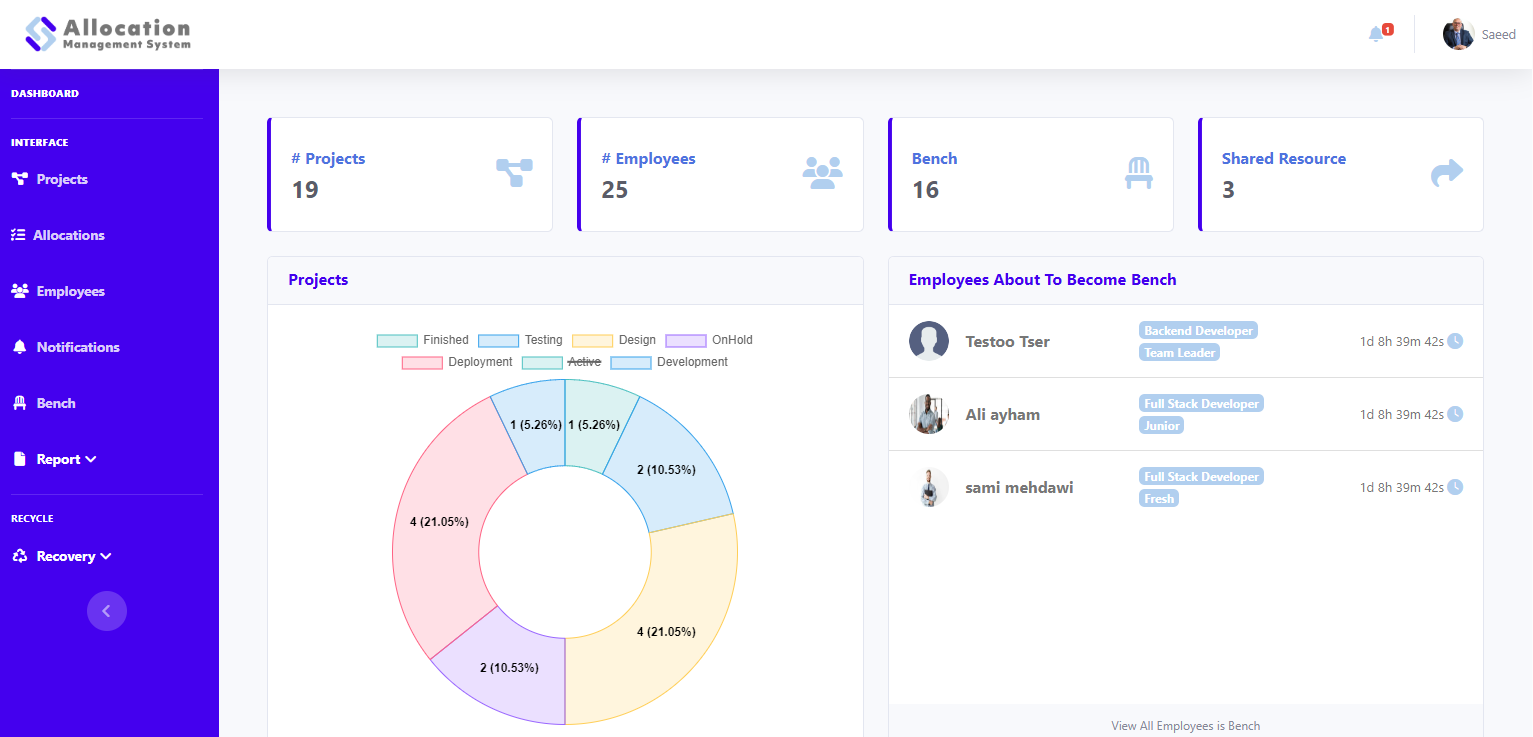 Allocation
Management System
1
Saeed
DASHBOARD
INTERFACE
Projects
Allocations
Employees
Notifications
Bench
Report
RECYCLE
Recovery
# Projects
19
# Employees
25
Bench
16
Shared Resource
3
Projects
Finished Testing Design OnHold
Deployment Active Development
1 (5.26%) 1 (5.26%)
2 (10.53%)
4 (21.05%)
4 (21.05%)
2 (10.53%)
Employees About To Become Bench
Testoo Tser
Backend Developer
Team Leader
1d 8h 39m 42s
Ali ayham
Full Stack Developer
Junior
1d 8h 39m 42s
sami mehdawi
Full Stack Developer
Fresh
1d 8h 39m 42s
View All Employees is Bench